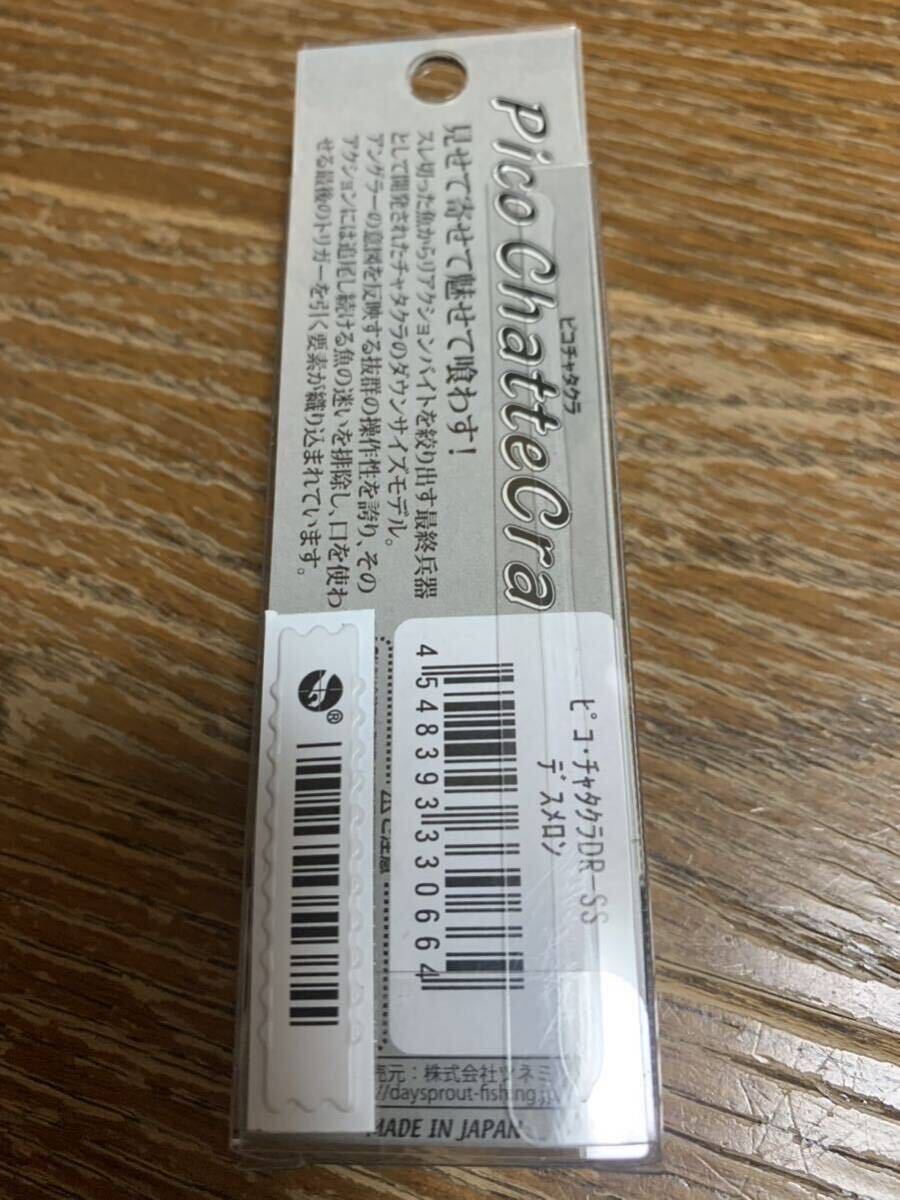 Pico ChatteCra
ピコチャタクラ
見せて寄せて魅せて喰わす!
スレ切った魚からリアクションバイトを絞り出す最終兵器
として開発されたチャタクラのダウンサイズモデル。
アングラーの意図を反映する抜群の操作性を誇り、その
アクションには追尾し続ける魚の迷いを排除し、口を使わ
せる最後のトリガーを引く要素が織り込まれています。
ピコ・チャタクラDR-SS
デスメロン
4548393330664
®
売元:株式会社ツネミ
//daysprout-fishing.jp
MADE IN JAPAN